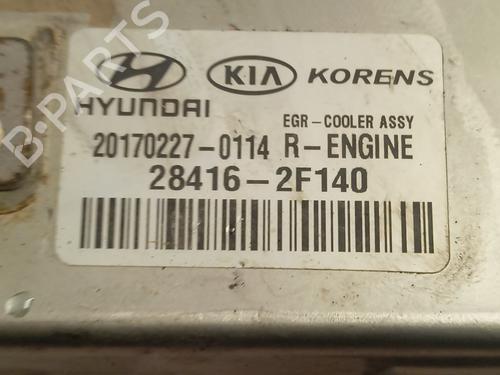 HYUNDAI KIA KORENS
EGR-COOLER ASSY
20170227-0114 R-ENGINE
28416-2F140
B-PARTS